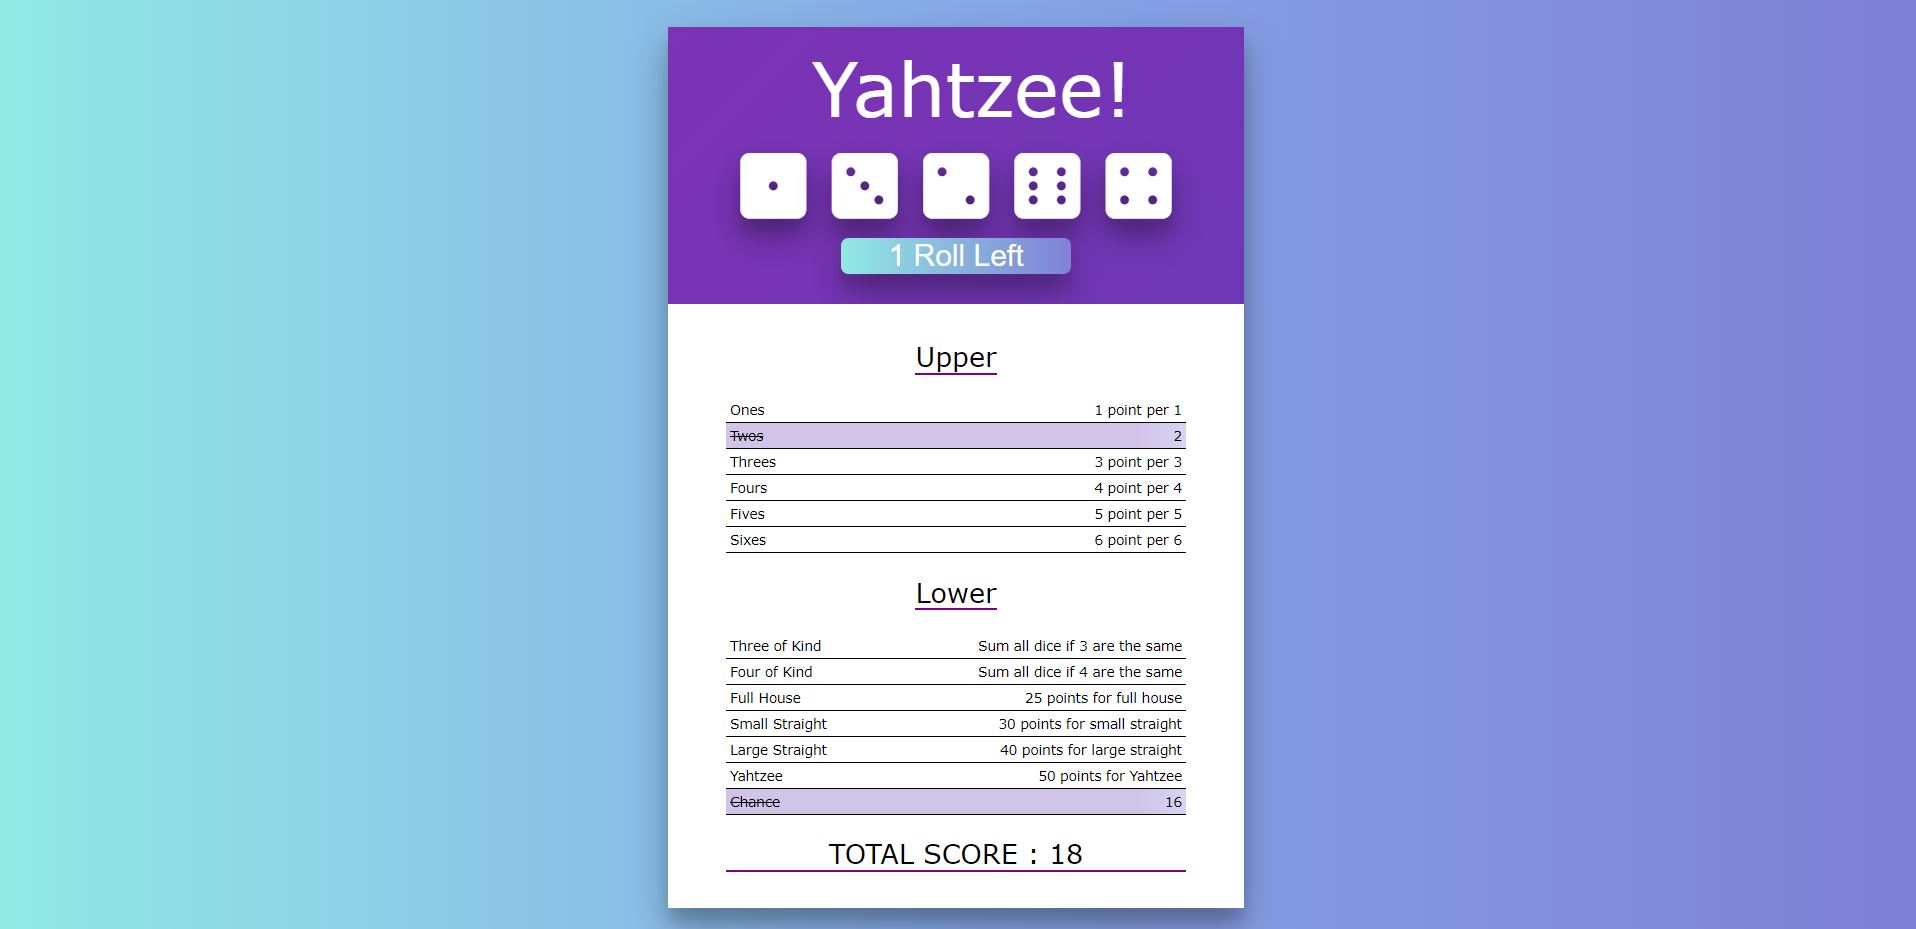 Yahtzee!
1 Roll Left
Upper
Ones 1 point per 1
Twos 2
Threes 3 point per 3
Fours 4 point per 4
Fives 5 point per 5
Sixes 6 point per 6
Lower
Three of Kind Sum all dice if 3 are the same
Four of Kind Sum all dice if 4 are the same
Full House 25 points for full house
Small Straight 30 points for small straight
Large Straight 40 points for large straight
Yahtzee 50 points for Yahtzee
Chance 16
TOTAL SCORE : 18